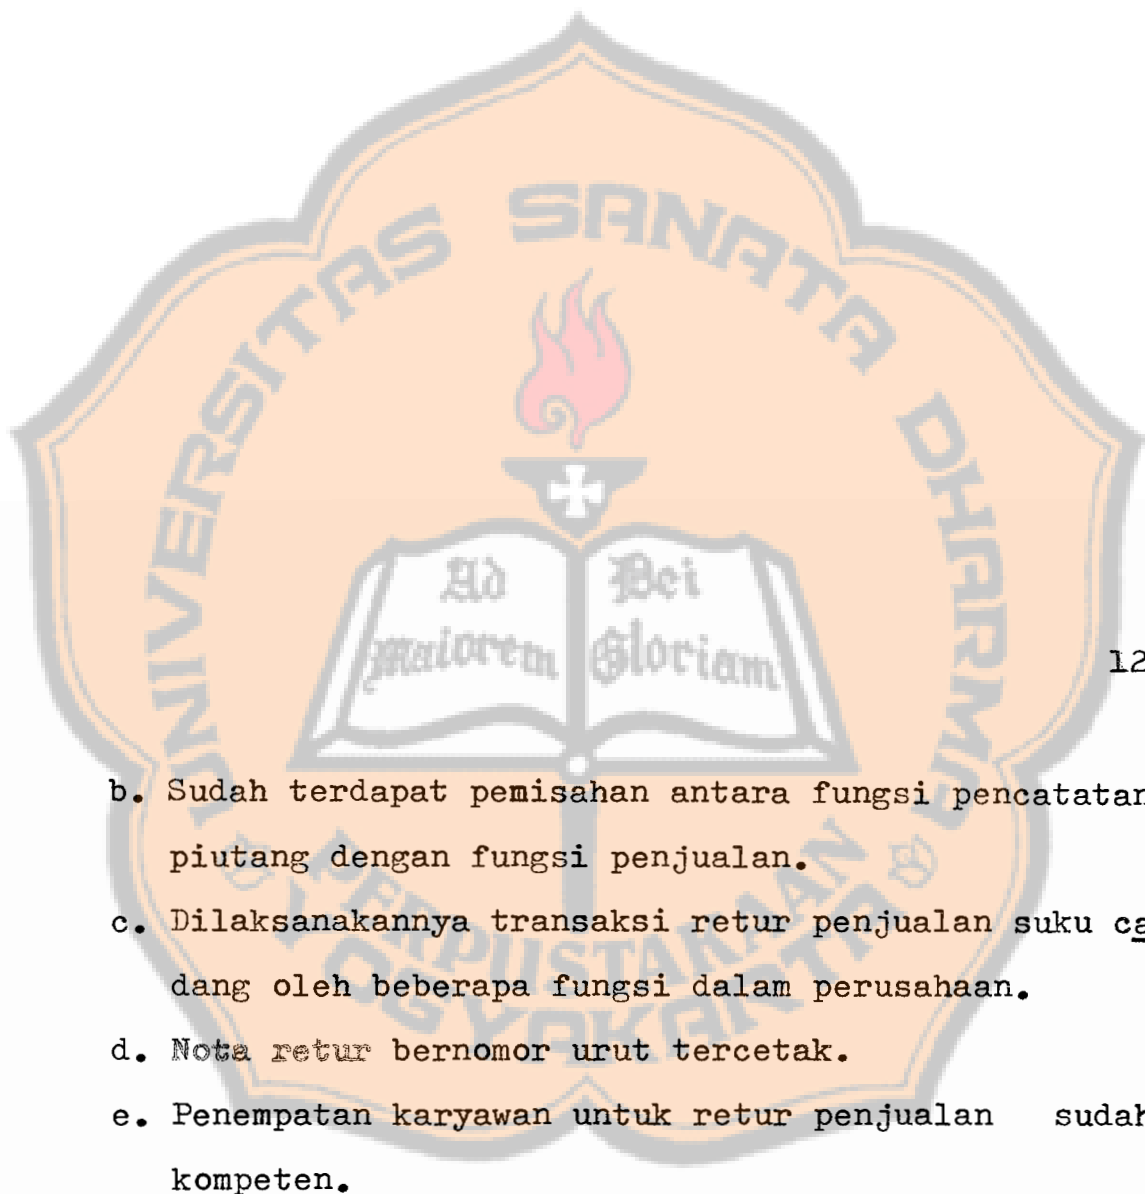 UNIVERSITAS SANATA DHARMA
Ad
Maiorem
Dei
Gloriam
PERPUSTAKAAN
YOGYAKARTA
12
b. Sudah terdapat pemisahan antara fungsi pencatatan
piutang dengan fungsi penjualan.
c. Dilaksanakannya transaksi retur penjualan suku ca
dang oleh beberapa fungsi dalam perusahaan.
d. Nota retur bernomor urut tercetak.
e. Penempatan karyawan untuk retur penjualan sudah
kompeten.